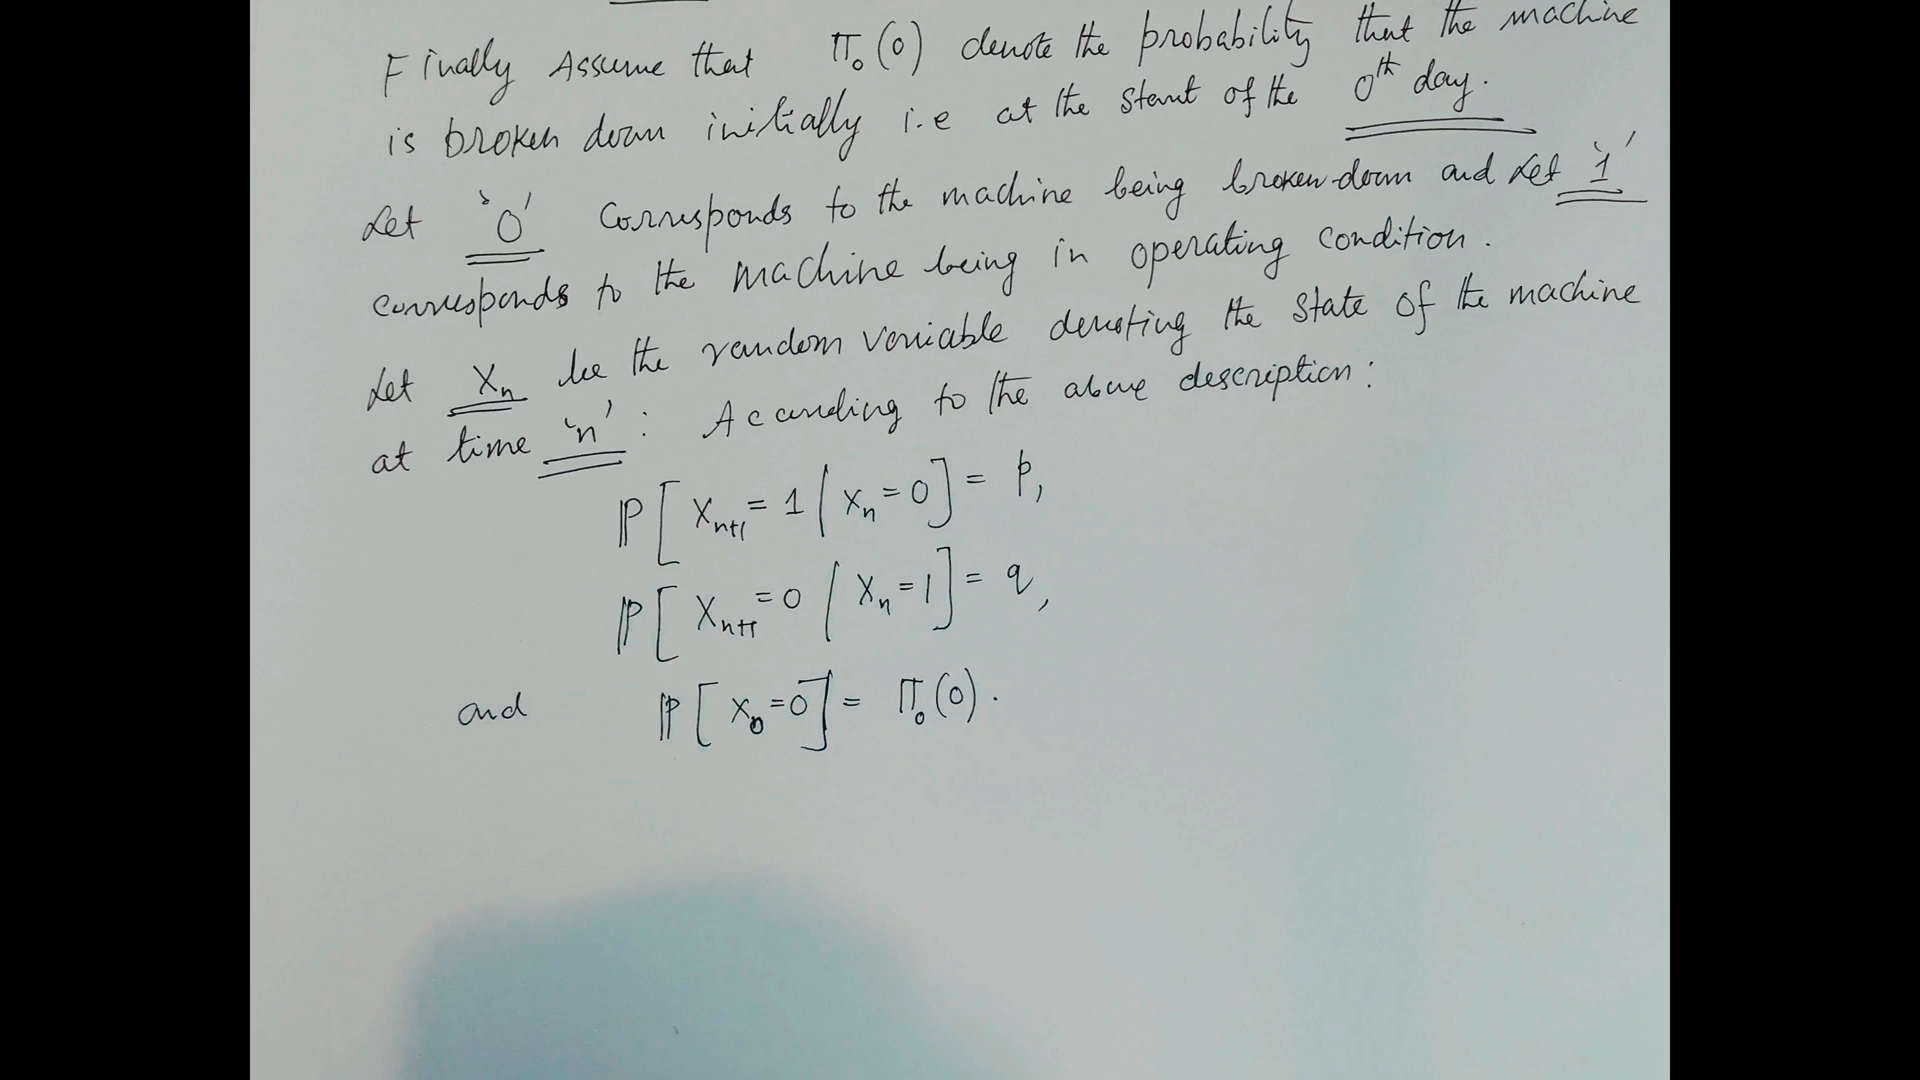 Finally Assume that π₀(0) denote the probability that the machine
is broken down initially i.e at the start of the 0th day.
Let '0' corresponds to the machine being broken-down and Let '1'
corresponds to the machine being in operating condition.
Let Xn be the random variable denoting the state of the machine
at time 'n': According to the above description:
ℙ[Xn+1 = 1 / Xn = 0] = p,
ℙ[Xn+1 = 0 / Xn = 1] = q,
and ℙ[X0 = 0] = π₀(0).